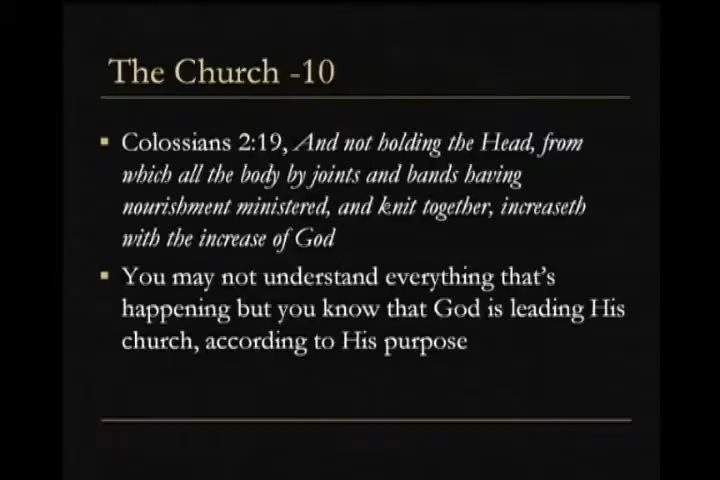 The Church -10
Colossians 2:19, And not holding the Head, from
which all the body by joints and bands having
nourishment ministered, and knit together, increaseth
with the increase of God
You may not understand everything that's
happening but you know that God is leading His
church, according to His purpose